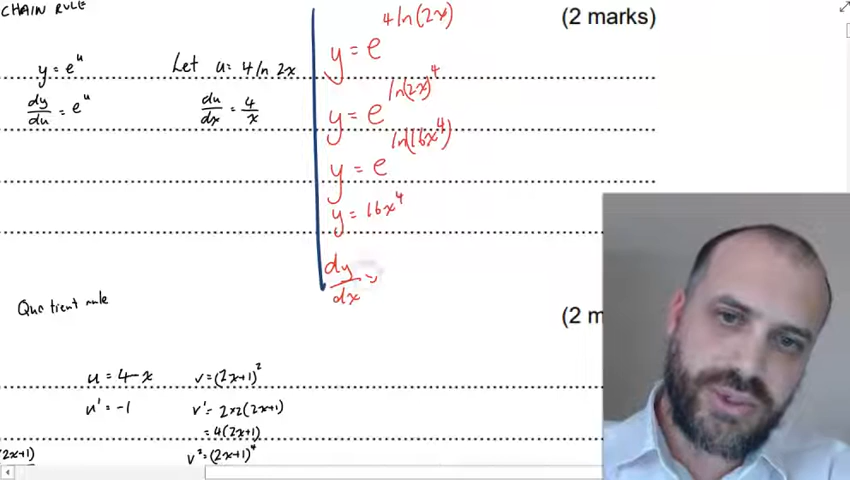 CHAIN RULE
y = e^u
Let u = 4 ln 2x
dy/du = e^u
du/dx = 4/x
y = e^{4 ln(2x)}
(2 marks)
y = e^{ln(2x)^4}
y = e^{ln(16x^4)}
y = 16x^4
dy/dx =
Quotient rule
(2 m
u = 4-x
v = (2x+1)^2
u' = -1
v' = 2×2(2x+1)
= 4(2x+1)
2x+1)
v^2 = (2x+1)^4